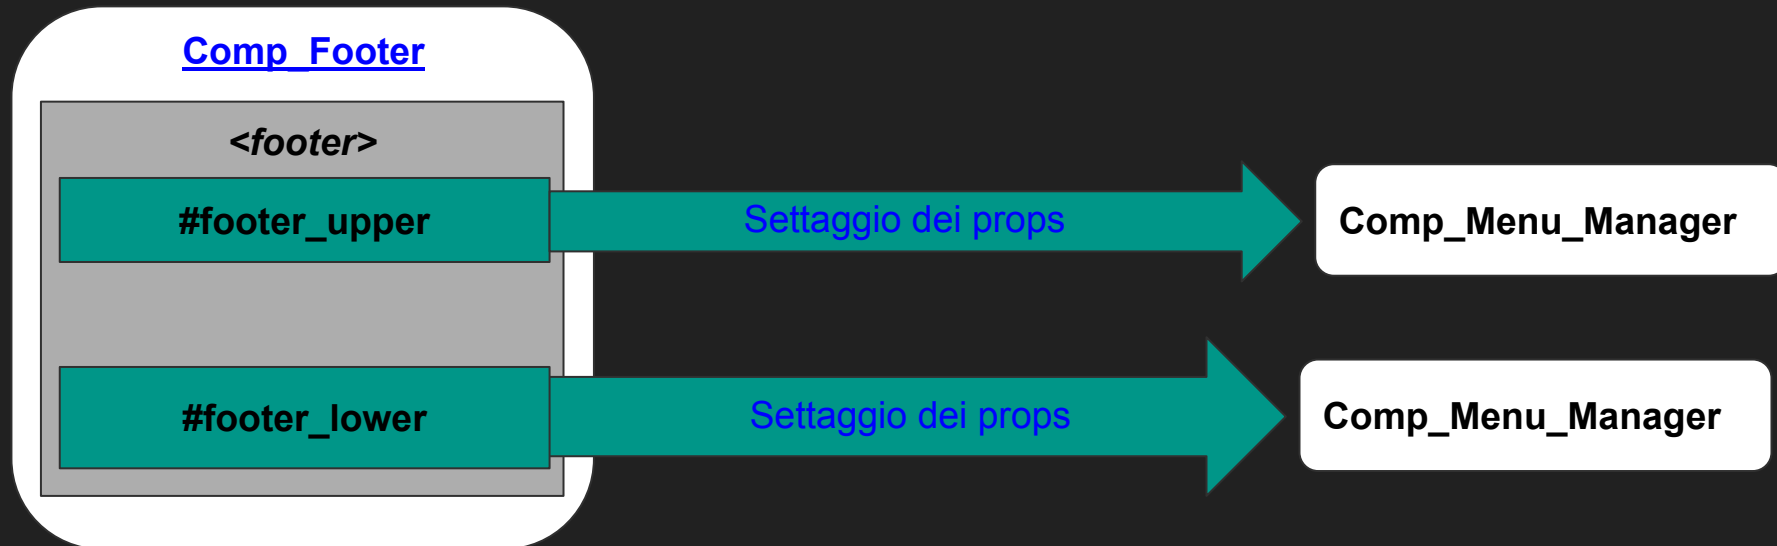 Comp_Footer
<footer>
#footer_upper
Settaggio dei props
Comp_Menu_Manager
#footer_lower
Settaggio dei props
Comp_Menu_Manager